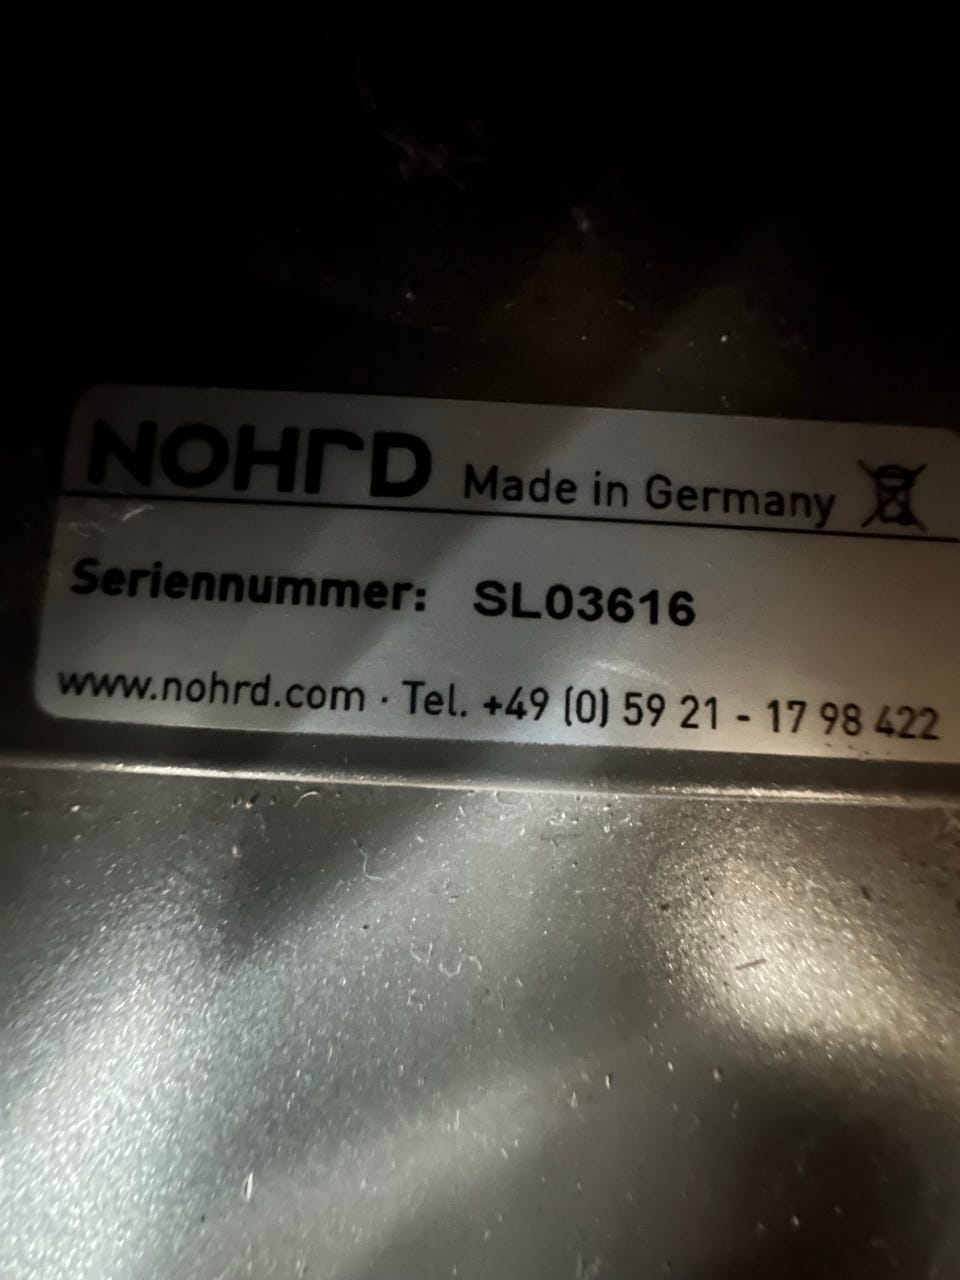 NOHrD Made in Germany
Seriennummer: SL03616
www.nohrd.com · Tel. +49 (0) 59 21 - 17 98 422